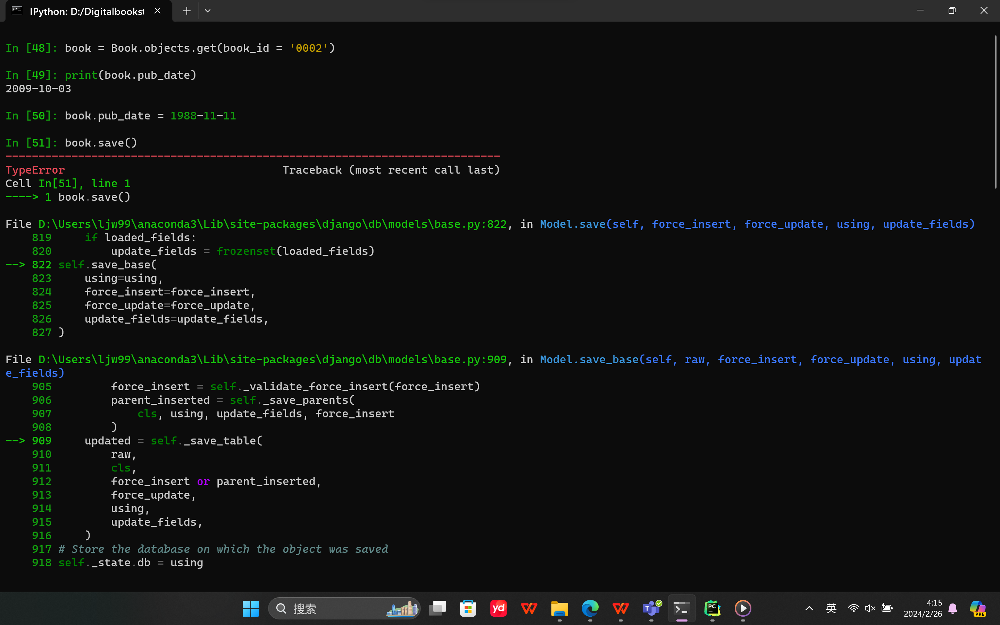 IPython: D:/Digitalbookst
In [48]: book = Book.objects.get(book_id = '0002')
In [49]: print(book.pub_date)
2009-10-03
In [50]: book.pub_date = 1988-11-11
In [51]: book.save()
---------------------------------------------------------------------------
TypeError                                 Traceback (most recent call last)
Cell In[51], line 1
----> 1 book.save()
File D:\Users\ljw99\anaconda3\Lib\site-packages\django\db\models\base.py:822, in Model.save(self, force_insert, force_update, using, update_fields)
    819     if loaded_fields:
    820         update_fields = frozenset(loaded_fields)
--> 822 self.save_base(
    823     using=using,
    824     force_insert=force_insert,
    825     force_update=force_update,
    826     update_fields=update_fields,
    827 )
File D:\Users\ljw99\anaconda3\Lib\site-packages\django\db\models\base.py:909, in Model.save_base(self, raw, force_insert, force_update, using, updat
e_fields)
    905         force_insert = self._validate_force_insert(force_insert)
    906         parent_inserted = self._save_parents(
    907             cls, using, update_fields, force_insert
    908         )
--> 909     updated = self._save_table(
    910         raw,
    911         cls,
    912         force_insert or parent_inserted,
    913         force_update,
    914         using,
    915         update_fields,
    916     )
    917 # Store the database on which the object was saved
    918 self._state.db = using
搜索
yd
T
PC
英
4:15
2024/2/26
PRE